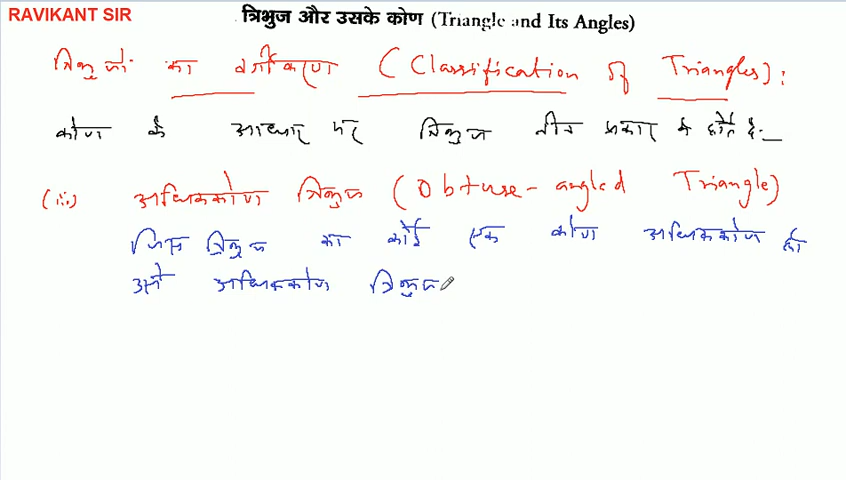 RAVIKANT SIR
त्रिभुज और उसके कोण (Triangle and Its Angles)
त्रिभुजों का वर्गीकरण (Classification of Triangles):
कोण के आधार पर त्रिभुज तीन प्रकार के होते हैं:-
(iii) अधिककोण त्रिभुज (Obtuse-angled Triangle)
जिस त्रिभुज का कोई एक कोण अधिककोण हो
उसे अधिककोण त्रिभुज